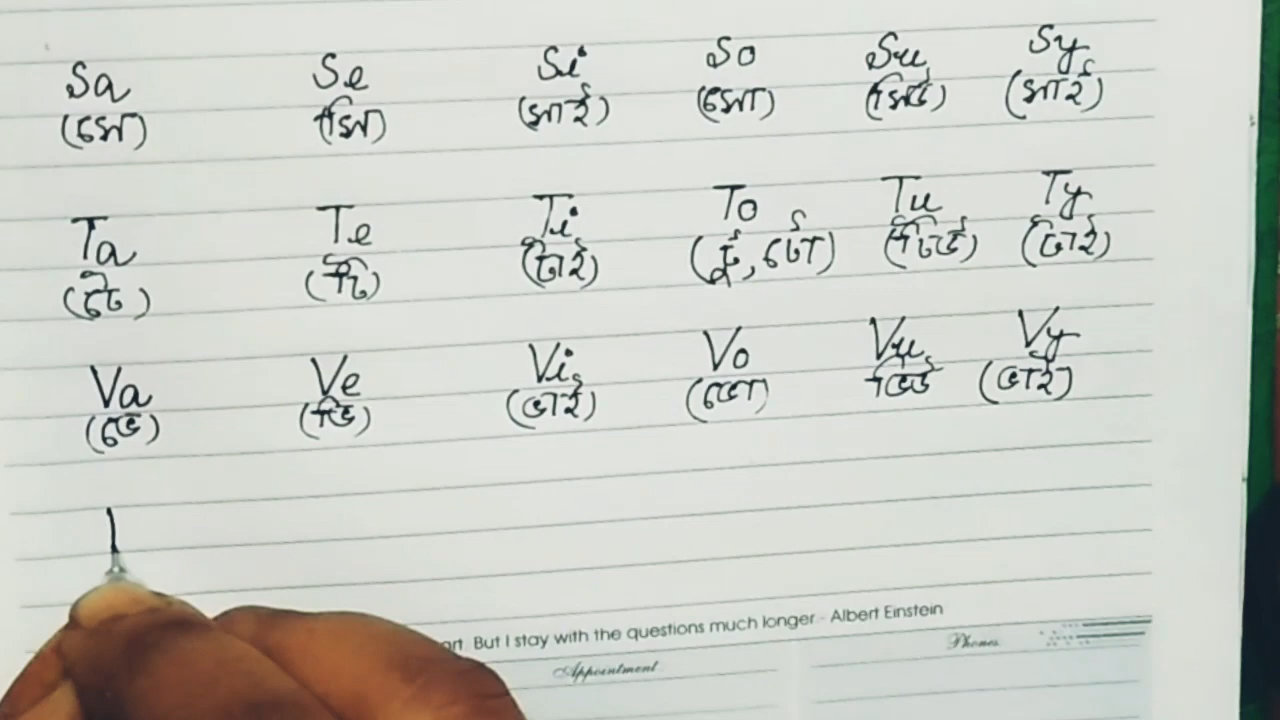 Sa Se Si So Su Sy
(সে) (সি) (সাই) (সো) (সিউ) (সাই)
Ta Te Ti To Tu Ty
(টে) (টি) (টাই) (টু, টো) (টিউ) (টাই)
Va Ve Vi Vo Vu Vy
(ভে) (ভি) (ভাই) (ভো) ভিউ (ভাই)
But I stay with the questions much longer - Albert Einstein
Appointment Phones